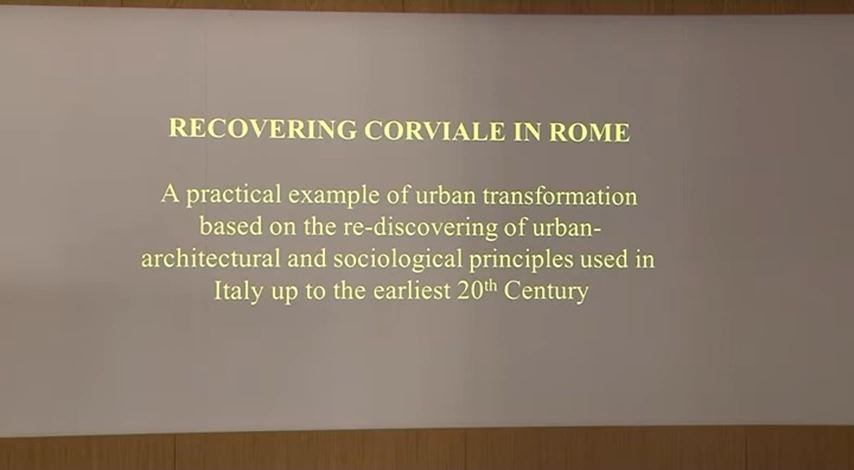 RECOVERING CORVIALE IN ROME
A practical example of urban transformation
based on the re-discovering of urban-
architectural and sociological principles used in
Italy up to the earliest 20th Century